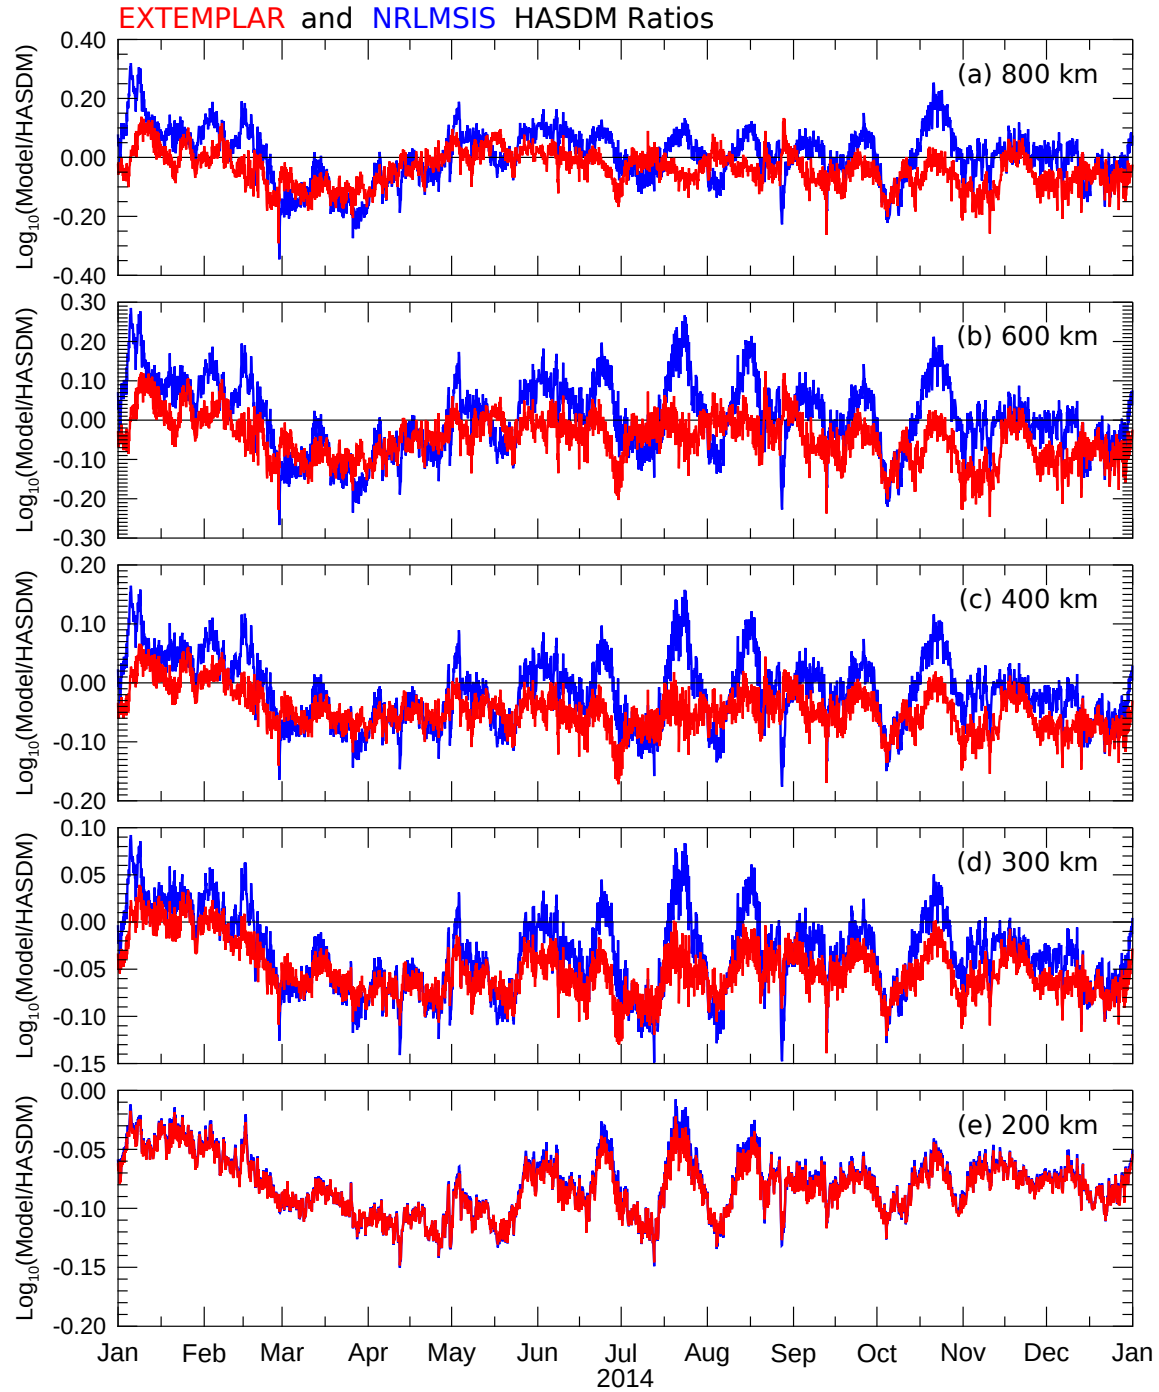 EXTEMPLAR and NRLMSIS HASDM Ratios
(a) 800 km
Log₁₀(Model/HASDM)
0.40
0.20
0.00
-0.20
-0.40
(b) 600 km
Log₁₀(Model/HASDM)
0.30
0.20
0.10
0.00
-0.10
-0.20
-0.30
(c) 400 km
Log₁₀(Model/HASDM)
0.20
0.10
0.00
-0.10
-0.20
(d) 300 km
Log₁₀(Model/HASDM)
0.10
0.05
0.00
-0.05
-0.10
-0.15
(e) 200 km
Log₁₀(Model/HASDM)
0.00
-0.05
-0.10
-0.15
-0.20
Jan Feb Mar Apr May Jun Jul Aug Sep Oct Nov Dec Jan
2014